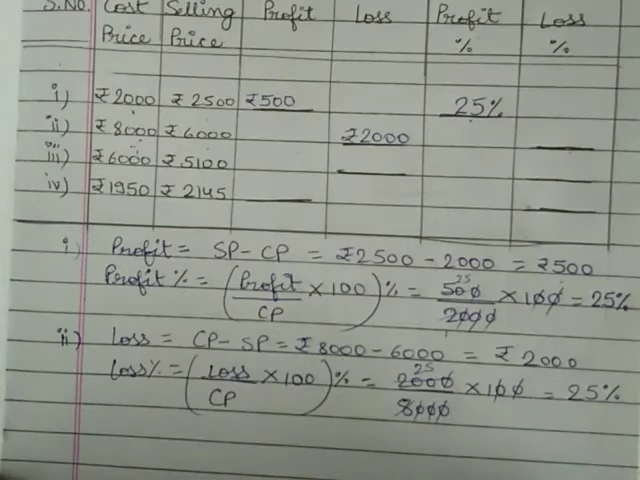 S.No. Cost Price Selling Price Profit Loss Profit % Loss %
i) ₹2000 ₹2500 ₹500 25%
ii) ₹8000 ₹6000 ₹2000
iii) ₹6000 ₹5100
iv) ₹1950 ₹2145
i) Profit = SP - CP = ₹2500 - 2000 = ₹500
Profit % = (Profit/CP × 100)% = 500/2000 × 100 = 25%
ii) Loss = CP - SP = ₹8000 - 6000 = ₹2000
Loss% = (Loss/CP × 100)% = 2000/8000 × 100 = 25%